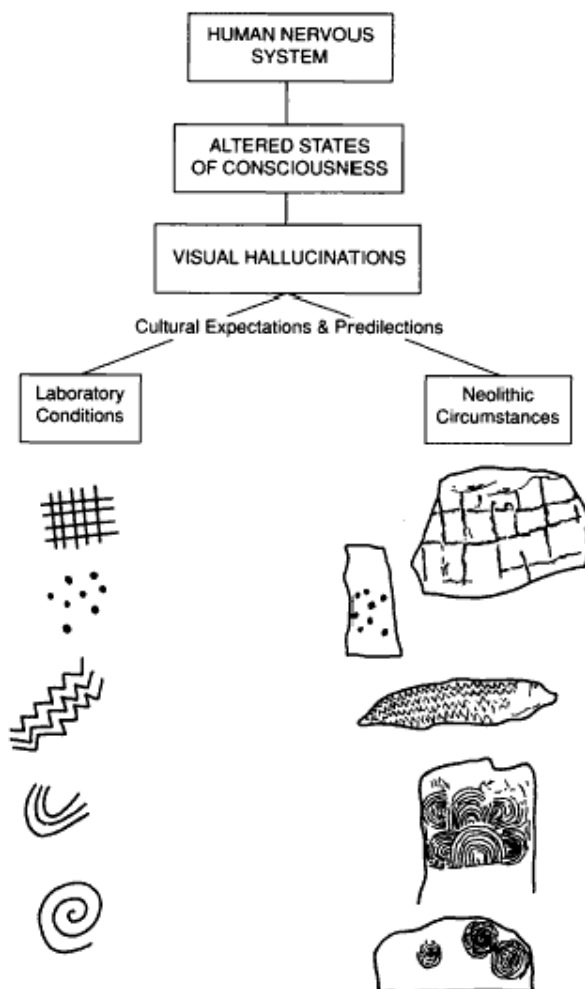 HUMAN NERVOUS
SYSTEM
ALTERED STATES
OF CONSCIOUSNESS
VISUAL HALLUCINATIONS
Cultural Expectations & Predilections
Laboratory
Conditions
Neolithic
Circumstances